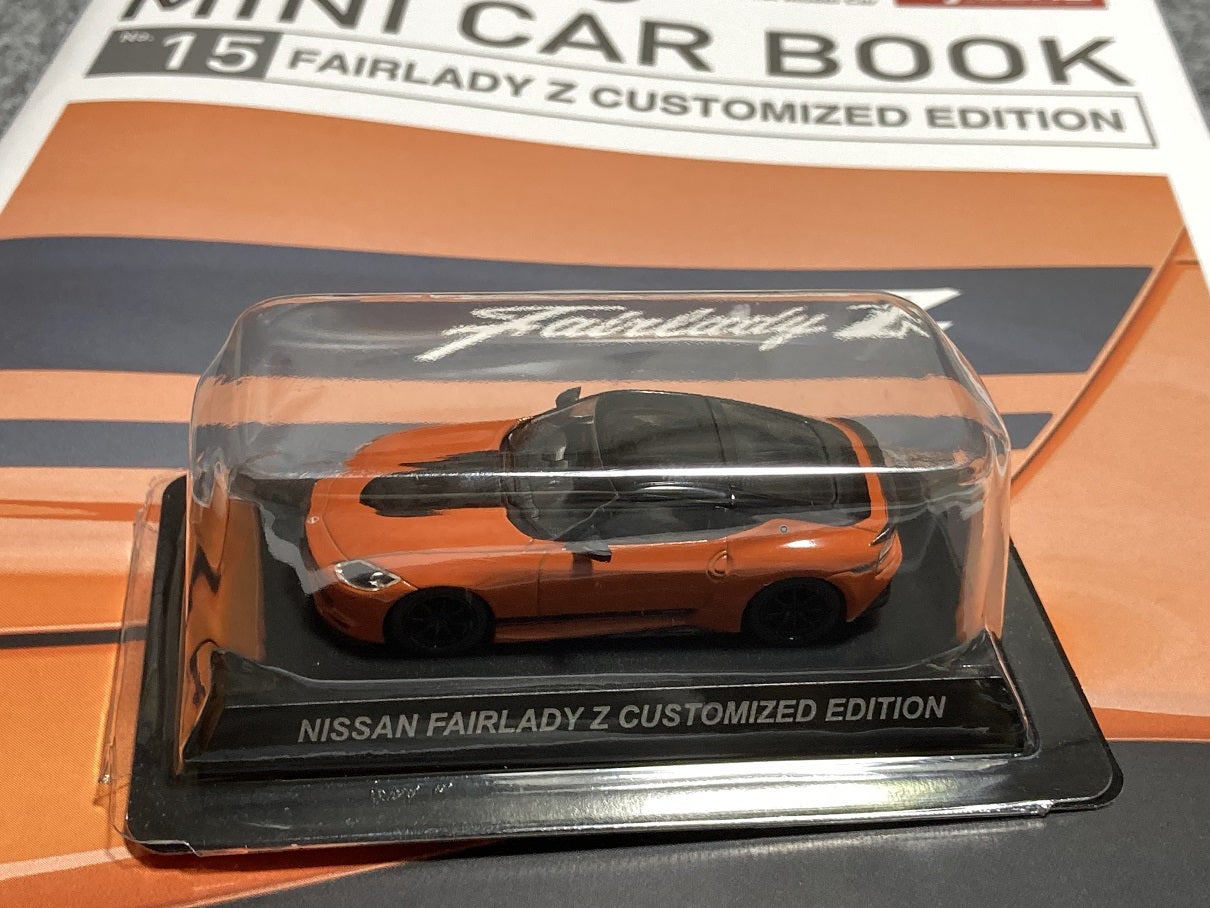 MINI CAR BOOK
No. 15 FAIRLADY Z CUSTOMIZED EDITION
Fairlady Z
NISSAN FAIRLADY Z CUSTOMIZED EDITION